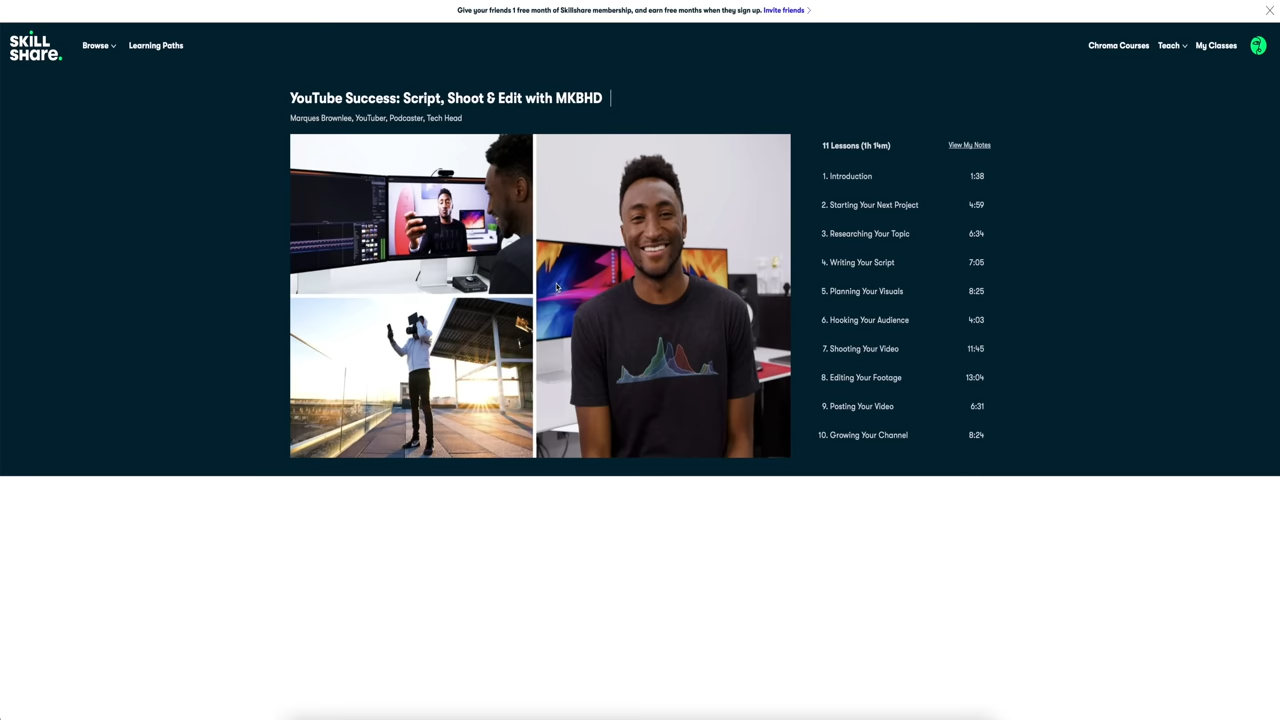 Give your friends 1 free month of Skillshare membership, and earn free months when they sign up. Invite friends
SKiLL SHare.
Browse
Learning Paths
Chroma Courses
Teach
My Classes
YouTube Success: Script, Shoot & Edit with MKBHD
Marques Brownlee, YouTuber, Podcaster, Tech Head
11 Lessons (1h 14m)
View My Notes
1. Introduction 1:38
2. Starting Your Next Project 4:59
3. Researching Your Topic 6:34
4. Writing Your Script 7:05
5. Planning Your Visuals 8:25
6. Hooking Your Audience 4:03
7. Shooting Your Video 11:45
8. Editing Your Footage 13:04
9. Posting Your Video 6:31
10. Growing Your Channel 8:24